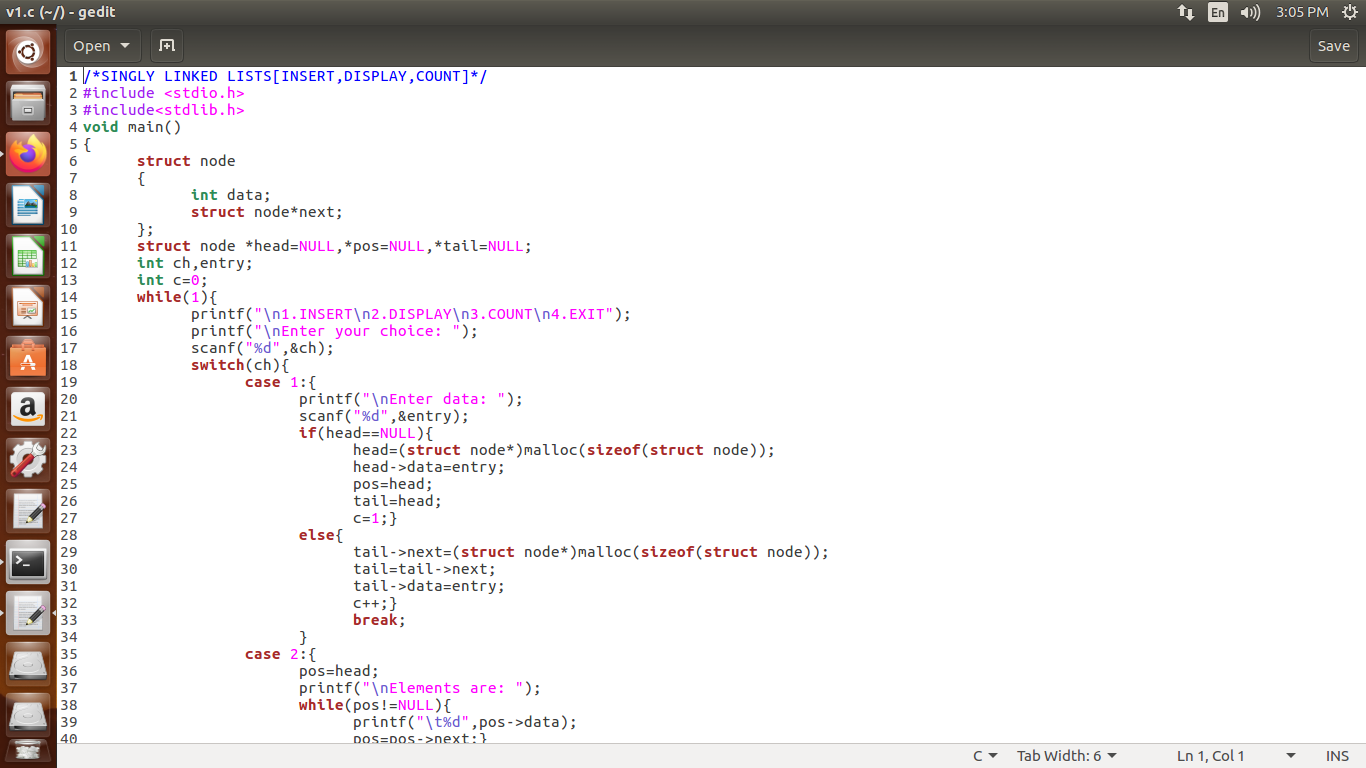 v1.c (~/) - gedit
En
3:05 PM
Open
Save
1 /*SINGLY LINKED LISTS[INSERT,DISPLAY,COUNT]*/
2 #include <stdio.h>
3 #include<stdlib.h>
4 void main()
5 {
6 struct node
7 {
8 int data;
9 struct node*next;
10 };
11 struct node *head=NULL,*pos=NULL,*tail=NULL;
12 int ch,entry;
13 int c=0;
14 while(1){
15 printf("\n1.INSERT\n2.DISPLAY\n3.COUNT\n4.EXIT");
16 printf("\nEnter your choice: ");
17 scanf("%d",&ch);
18 switch(ch){
19 case 1:{
20 printf("\nEnter data: ");
21 scanf("%d",&entry);
22 if(head==NULL){
23 head=(struct node*)malloc(sizeof(struct node));
24 head->data=entry;
25 pos=head;
26 tail=head;
27 c=1;}
28 else{
29 tail->next=(struct node*)malloc(sizeof(struct node));
30 tail=tail->next;
31 tail->data=entry;
32 c++;}
33 break;
34 }
35 case 2:{
36 pos=head;
37 printf("\nElements are: ");
38 while(pos!=NULL){
39 printf("\t%d",pos->data);
40 pos=pos->next;}
C
Tab Width: 6
Ln 1, Col 1
INS